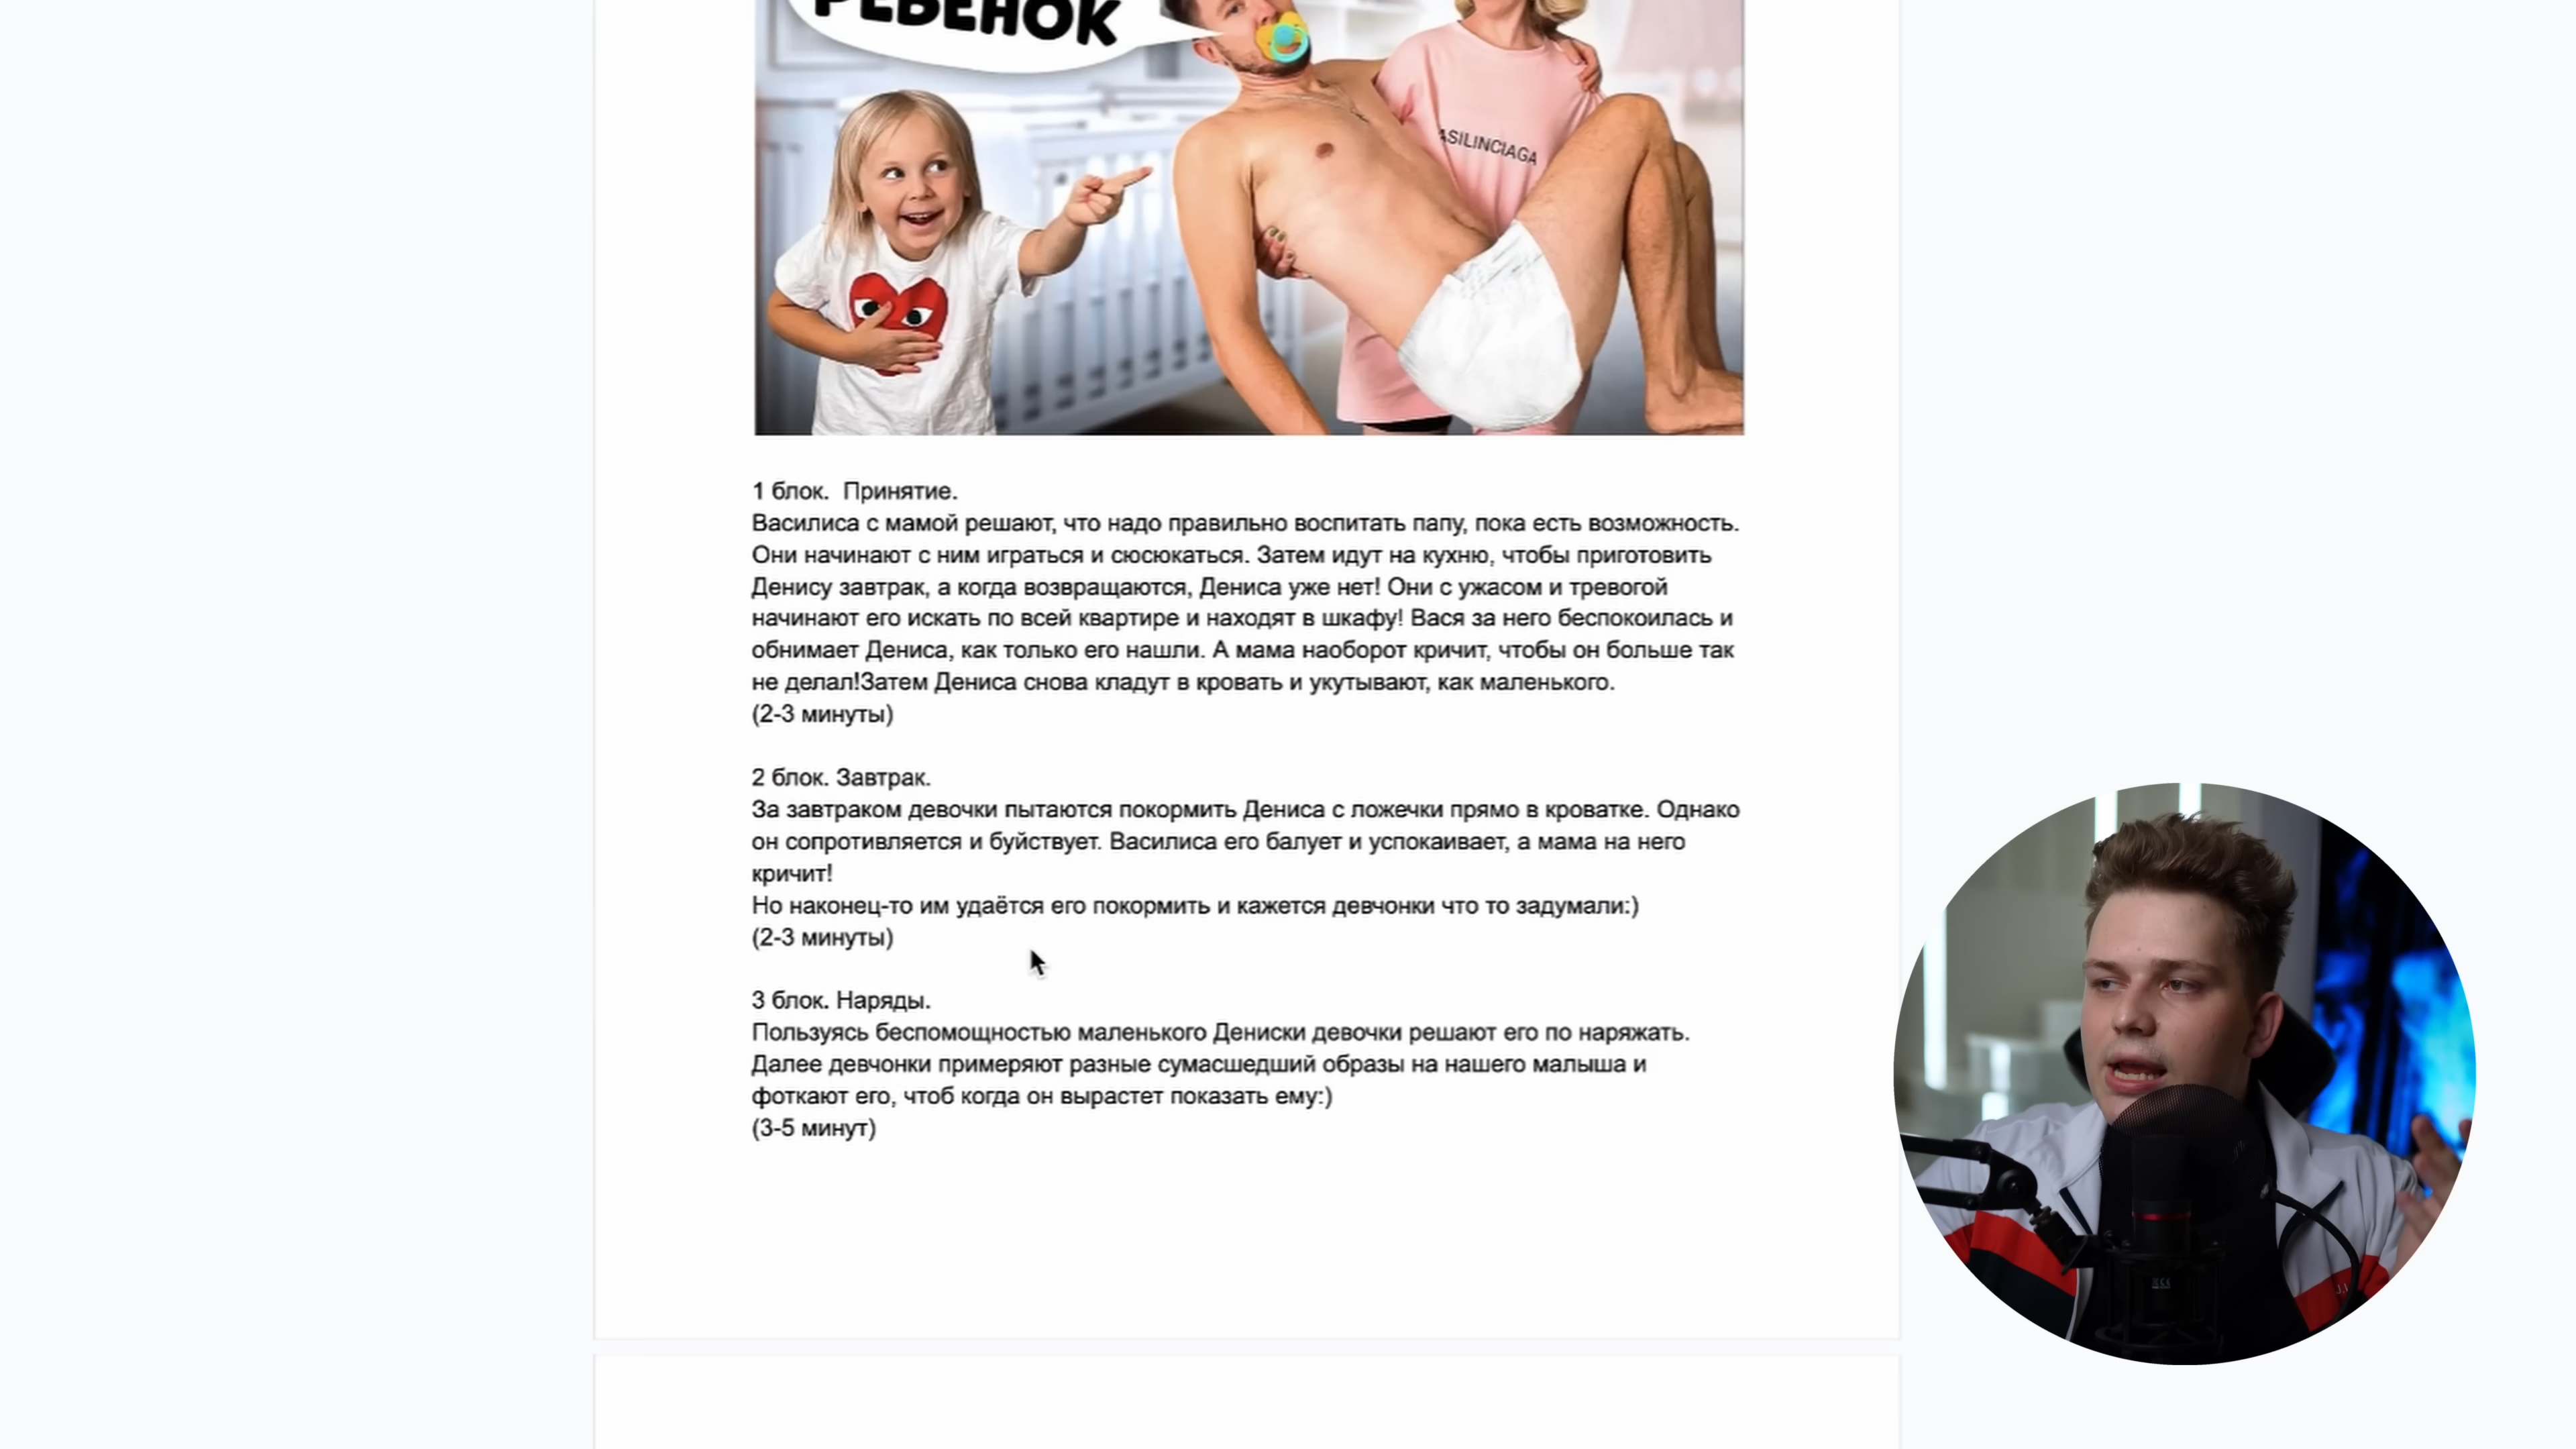 РЕБЕНОК
ASILINCIAGA
1 блок.  Принятие.
Василиса с мамой решают, что надо правильно воспитать папу, пока есть возможность.
Они начинают с ним играться и сюсюкаться. Затем идут на кухню, чтобы приготовить
Денису завтрак, а когда возвращаются, Дениса уже нет! Они с ужасом и тревогой
начинают его искать по всей квартире и находят в шкафу! Вася за него беспокоилась и
обнимает Дениса, как только его нашли. А мама наоборот кричит, чтобы он больше так
не делал!Затем Дениса снова кладут в кровать и укутывают, как маленького.
(2-3 минуты)
2 блок. Завтрак.
За завтраком девочки пытаются покормить Дениса с ложечки прямо в кроватке. Однако
он сопротивляется и буйствует. Василиса его балует и успокаивает, а мама на него
кричит!
Но наконец-то им удаётся его покормить и кажется девчонки что то задумали:)
(2-3 минуты)
3 блок. Наряды.
Пользуясь беспомощностью маленького Дениски девочки решают его по наряжать.
Далее девчонки примеряют разные сумасшедший образы на нашего малыша и
фоткают его, чтоб когда он вырастет показать ему:)
(3-5 минут)